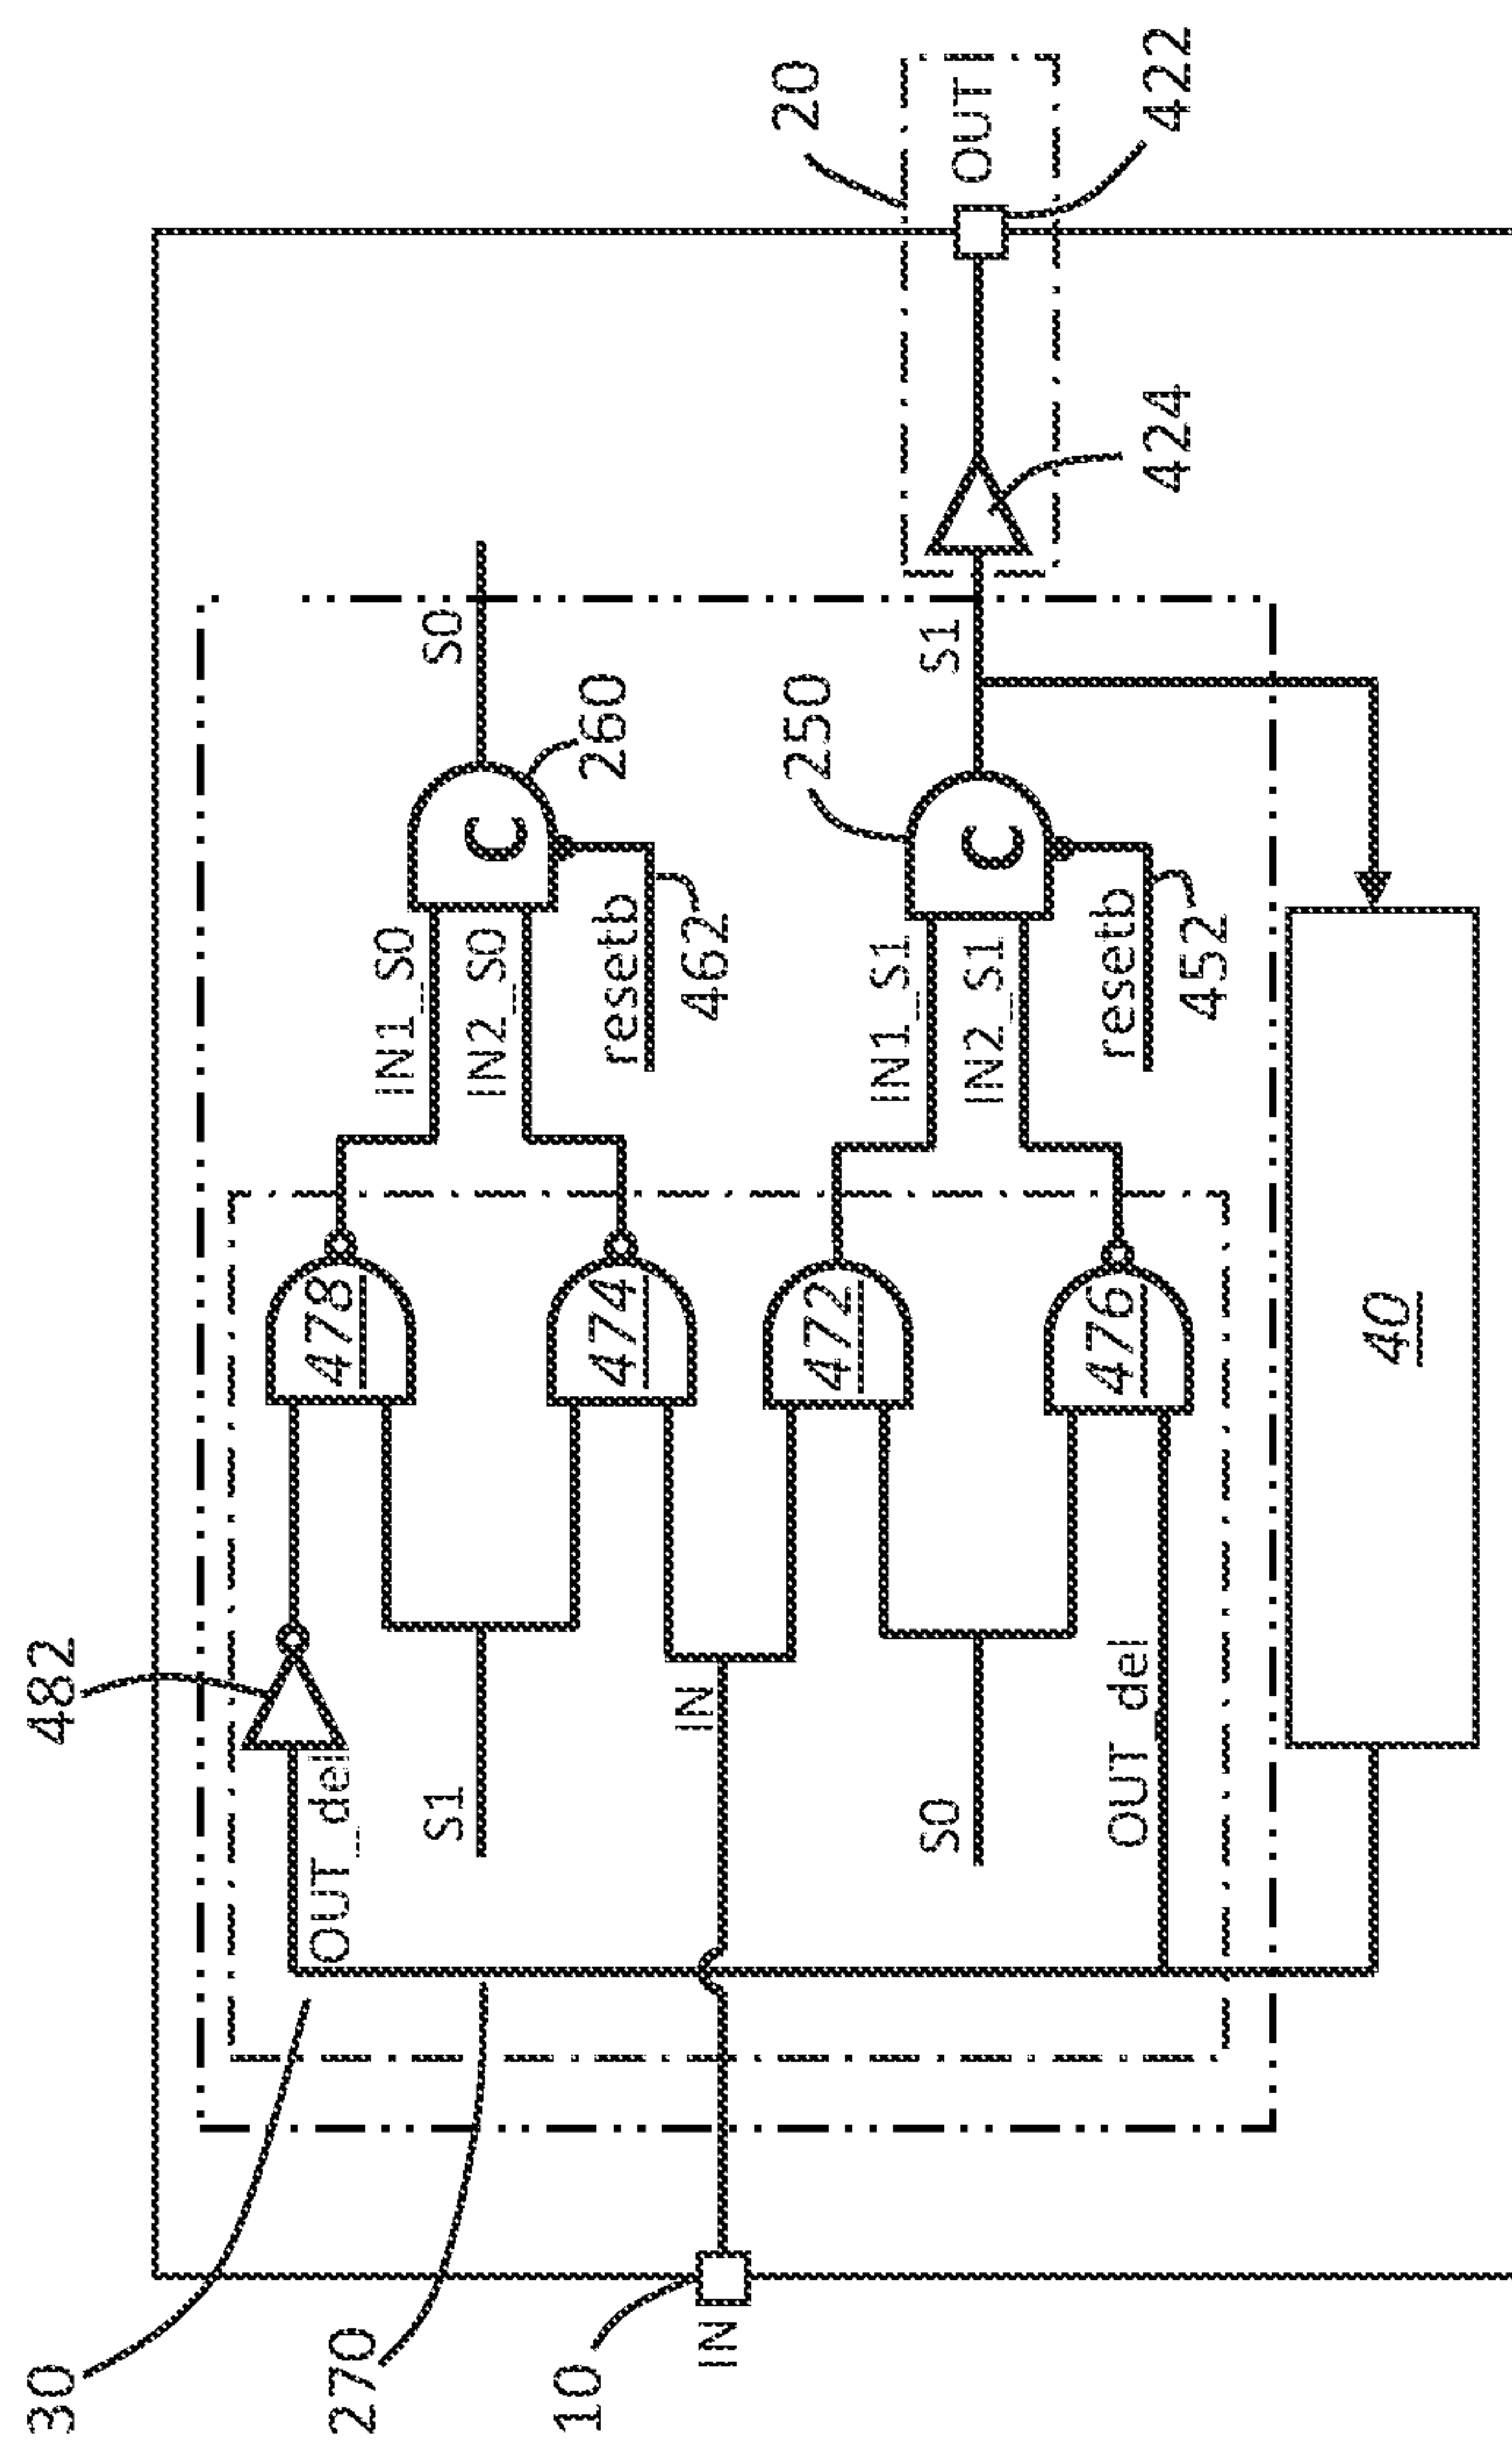 30
270
10
IN
482
OUT_del
S1
IN
S0
OUT_del
478
474
472
476
40
IN1_S0
IN2_S0
resetb
462
IN1_S1
IN2_S1
resetb
452
C
260
C
250
S0
S1
424
20
OUT
422